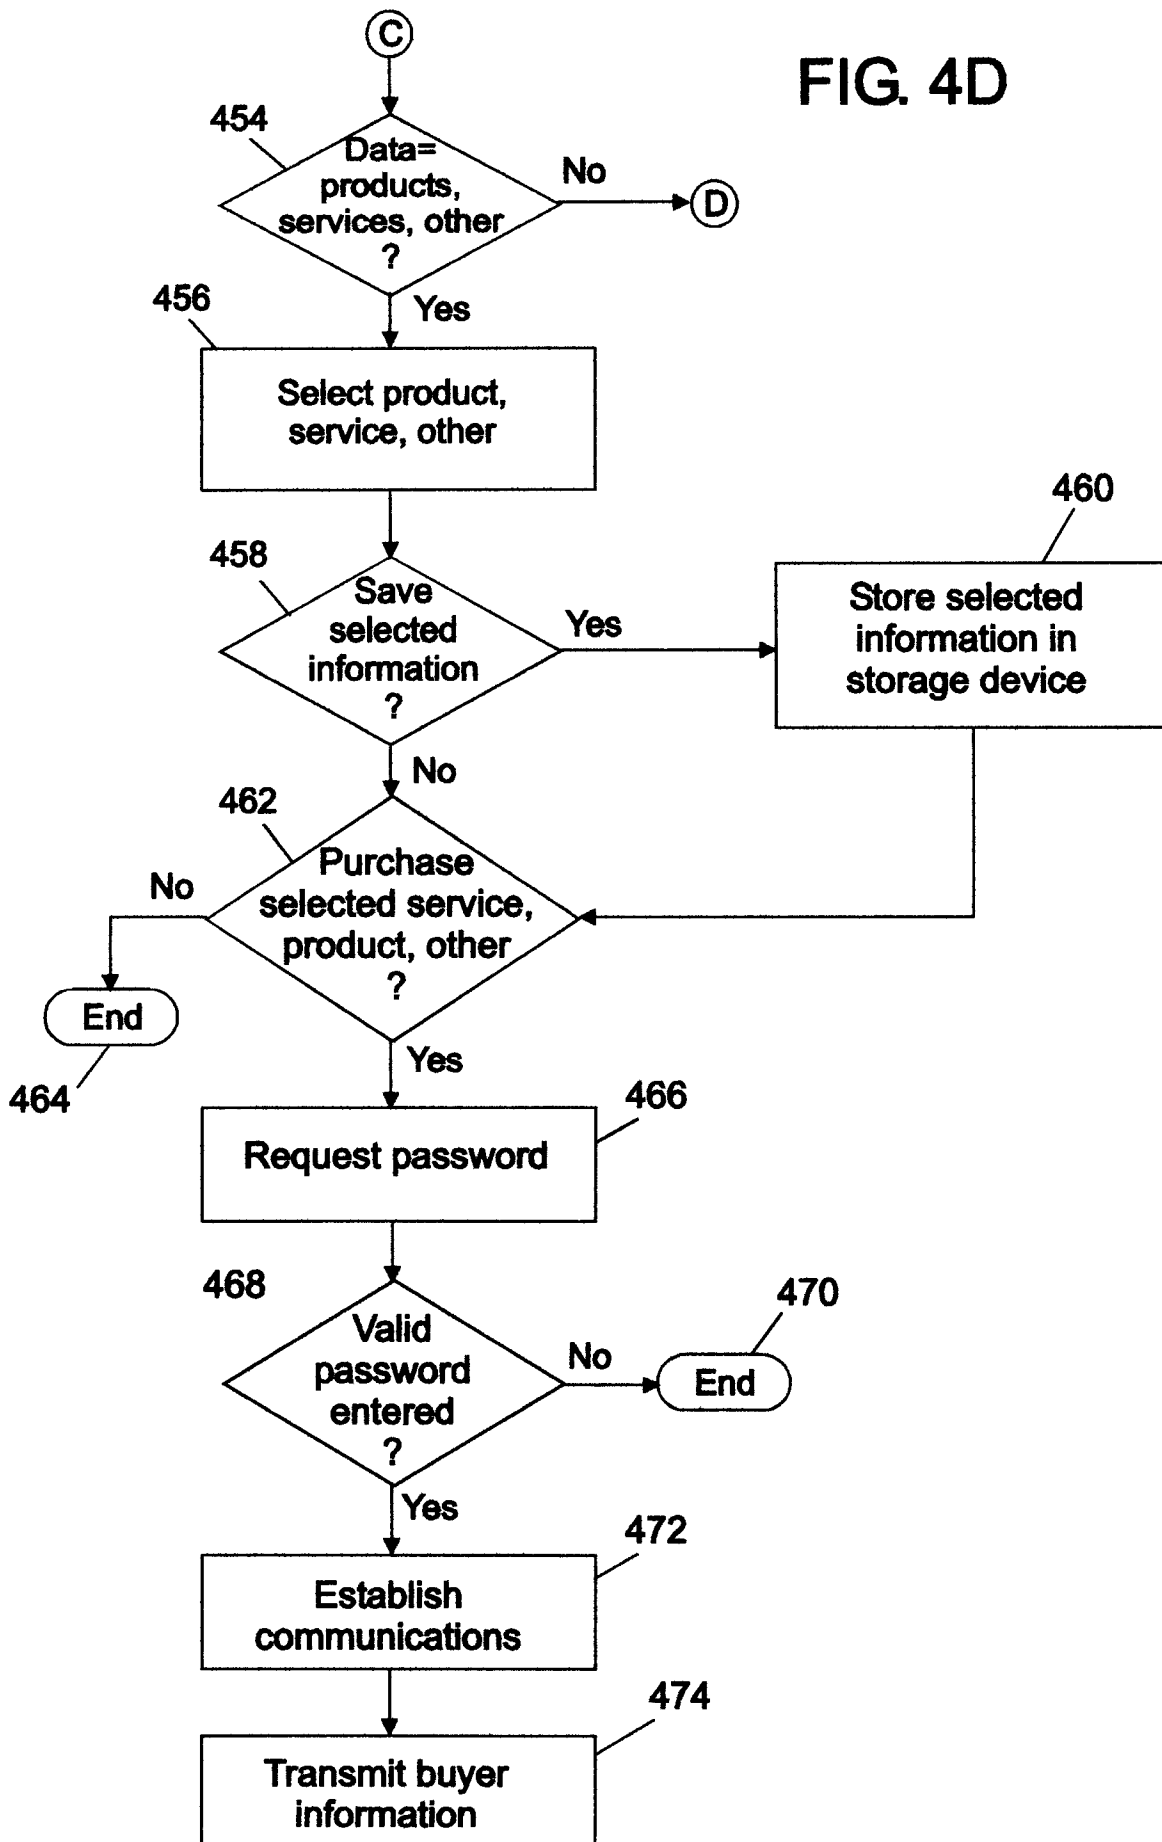 C
FIG. 4D
454
Data=
products,
services, other
?
No
D
Yes
456
Select product,
service, other
458
Save
selected
information
?
Yes
460
Store selected
information in
storage device
No
462
Purchase
selected service,
product, other
?
No
End
464
Yes
466
Request password
468
Valid
password
entered
?
No
470
End
Yes
472
Establish
communications
474
Transmit buyer
information